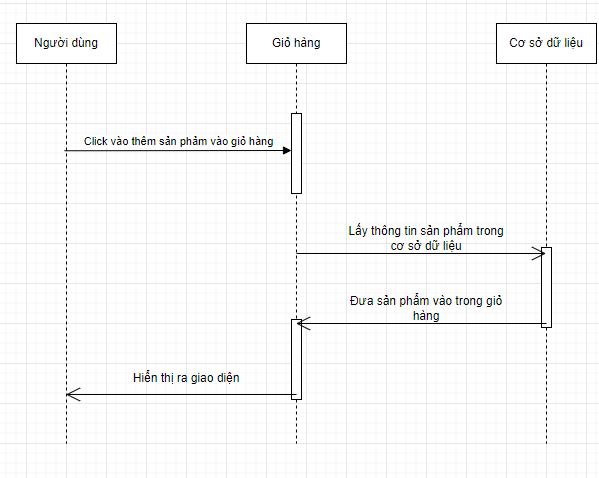 Người dùng
Giỏ hàng
Cơ sở dữ liệu
Click vào thêm sản phẩm vào giỏ hàng
Lấy thông tin sản phẩm trong
cơ sở dữ liệu
Đưa sản phẩm vào trong giỏ
hàng
Hiển thị ra giao diện